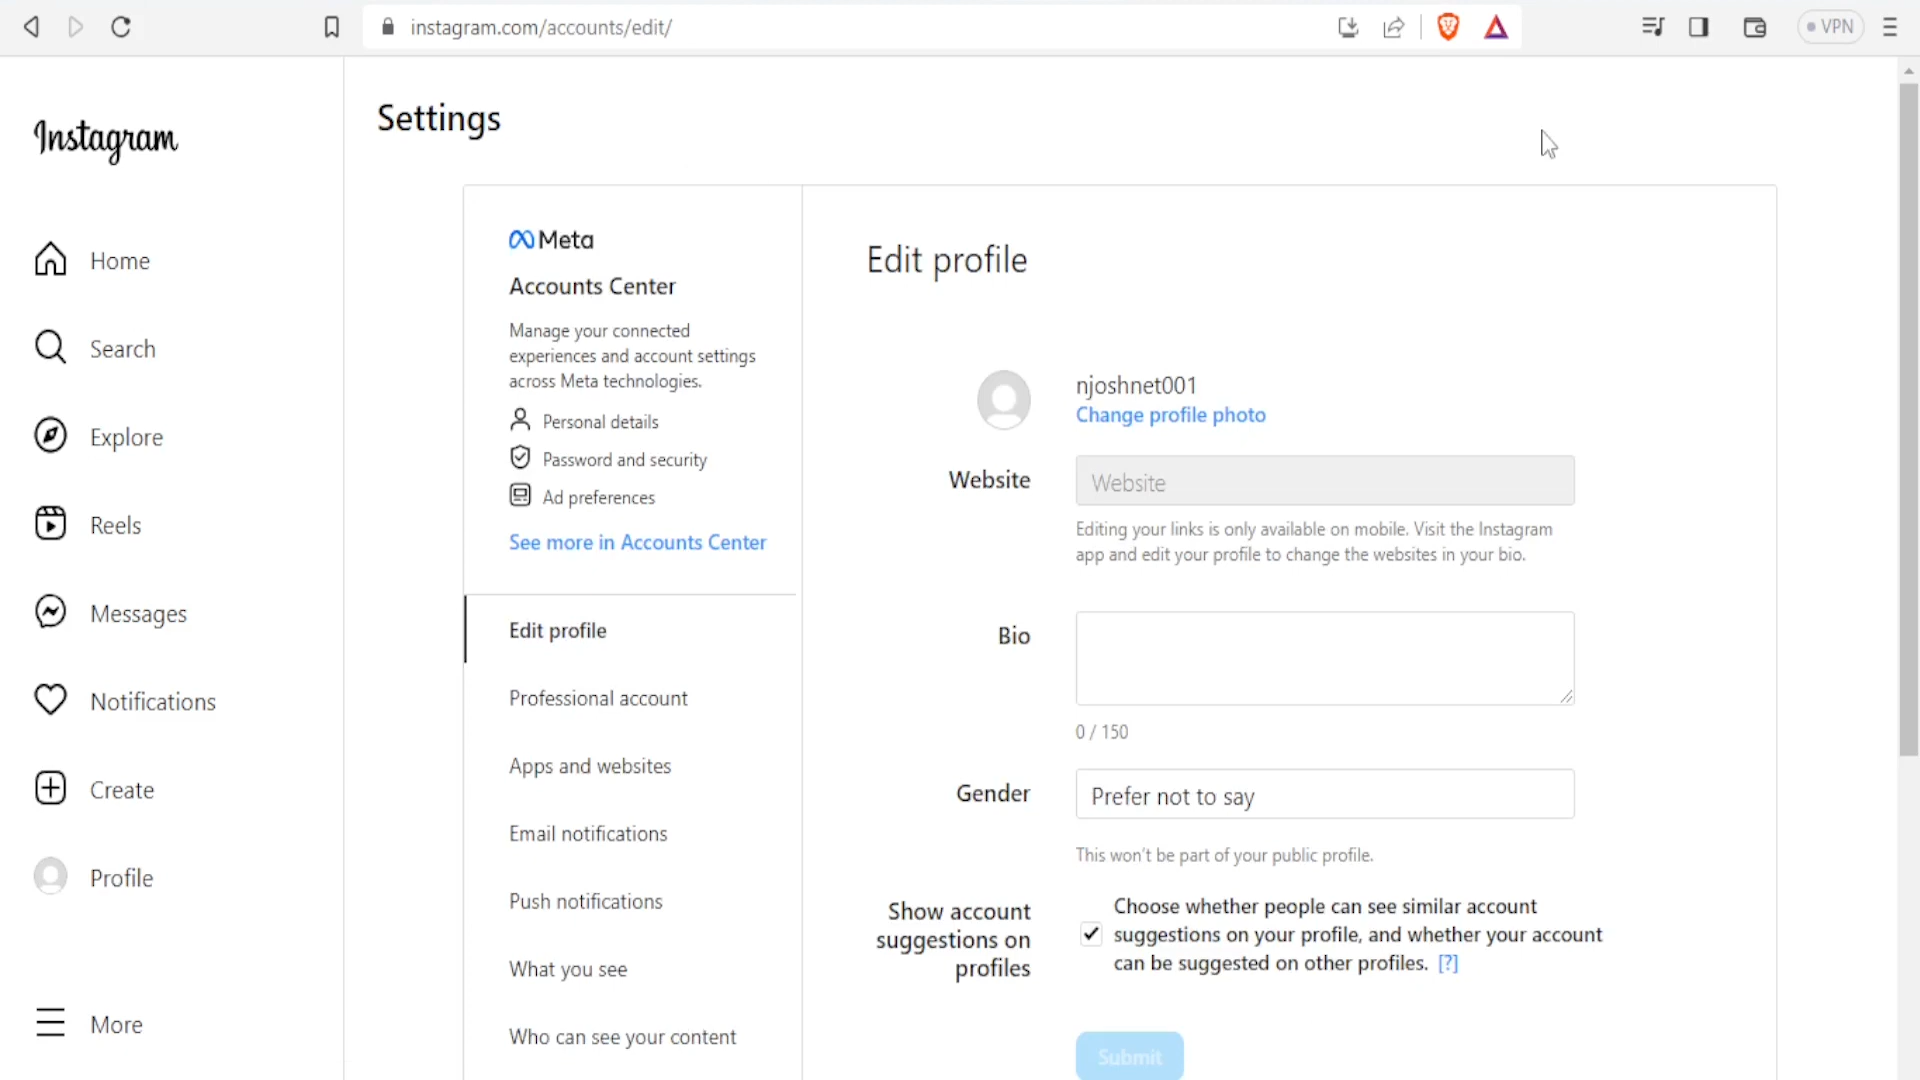 instagram.com/accounts/edit/
VPN
Instagram
Home
Search
Explore
Reels
Messages
Notifications
Create
Profile
More
Settings
Meta
Accounts Center
Manage your connected
experiences and account settings
across Meta technologies.
Personal details
Password and security
Ad preferences
See more in Accounts Center
Edit profile
Professional account
Apps and websites
Email notifications
Push notifications
What you see
Who can see your content
Edit profile
njoshnet001
Change profile photo
Website
Website
Editing your links is only available on mobile. Visit the Instagram
app and edit your profile to change the websites in your bio.
Bio
0 / 150
Gender
Prefer not to say
This won't be part of your public profile.
Show account
suggestions on
profiles
Choose whether people can see similar account
suggestions on your profile, and whether your account
can be suggested on other profiles. [?]
Submit